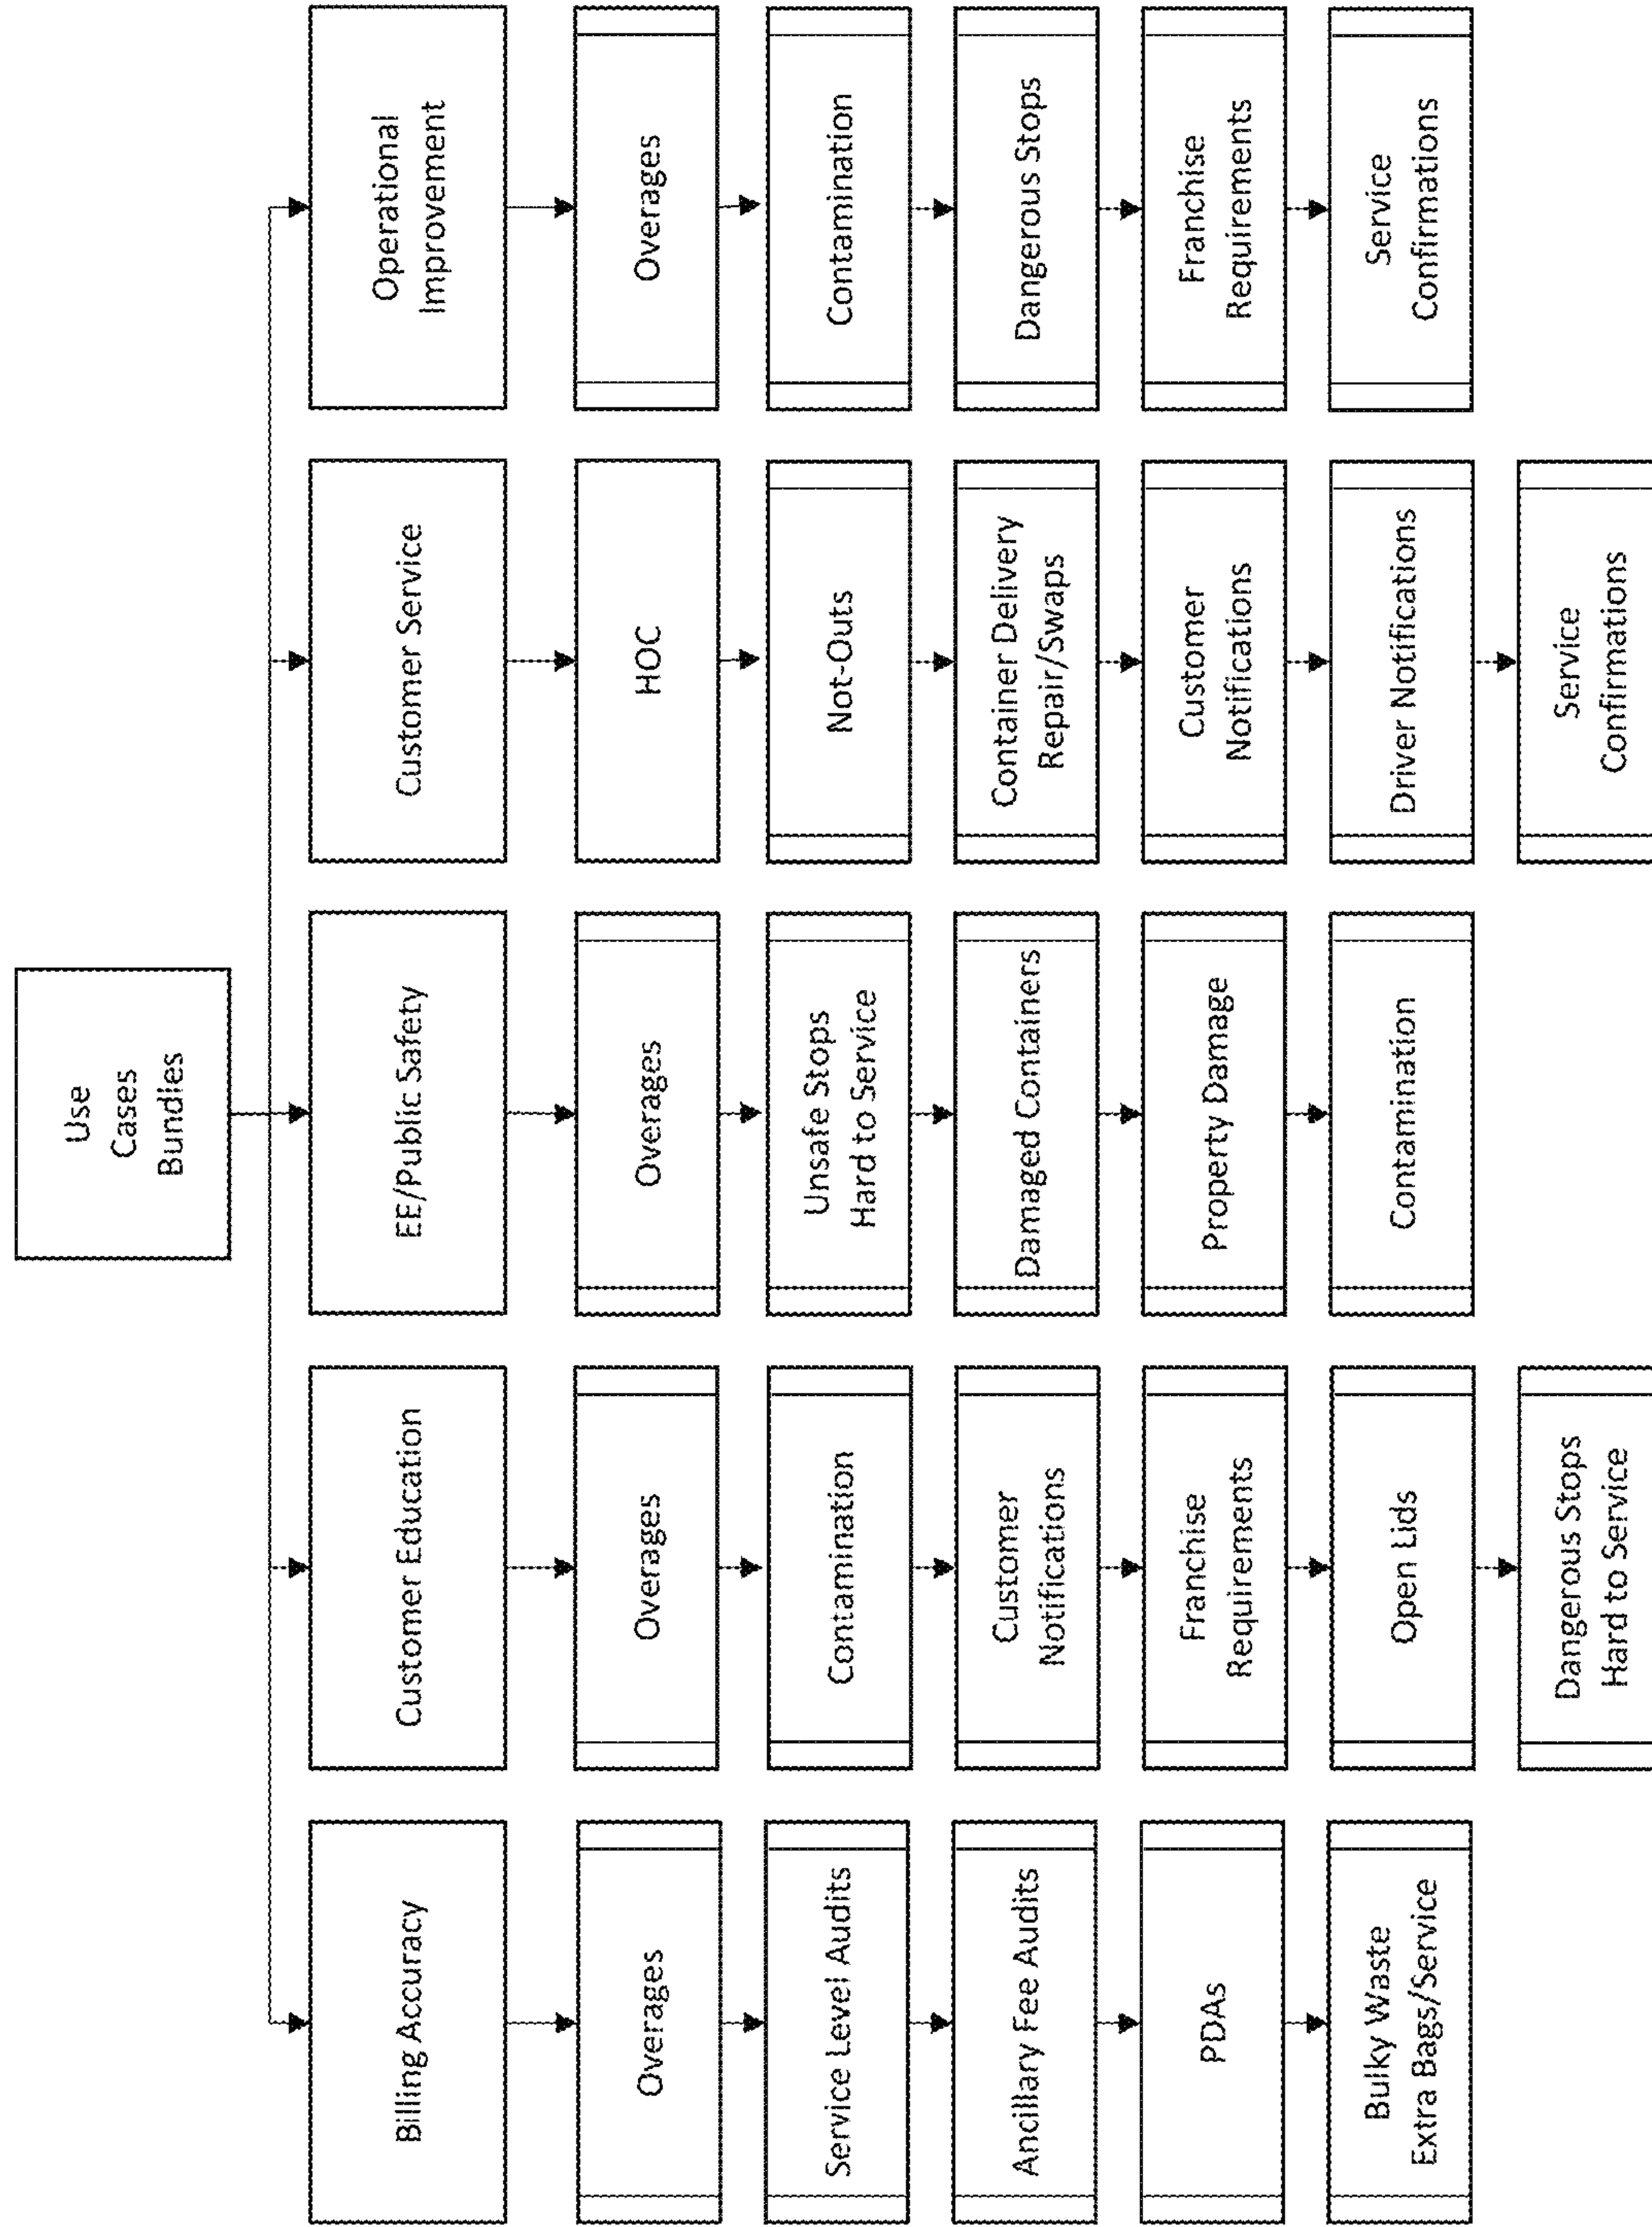 Use
Cases
Bundles
Billing Accuracy
Overages
Service Level Audits
Ancillary Fee Audits
PDAs
Bulky Waste
Extra Bags/Service
Customer Education
Overages
Contamination
Customer
Notifications
Franchise
Requirements
Open Lids
Dangerous Stops
Hard to Service
EE/Public Safety
Overages
Unsafe Stops
Hard to Service
Damaged Containers
Property Damage
Contamination
Customer Service
HOC
Not-Outs
Container Delivery
Repair/Swaps
Customer
Notifications
Driver Notifications
Service
Confirmations
Operational
Improvement
Overages
Contamination
Dangerous Stops
Franchise
Requirements
Service
Confirmations